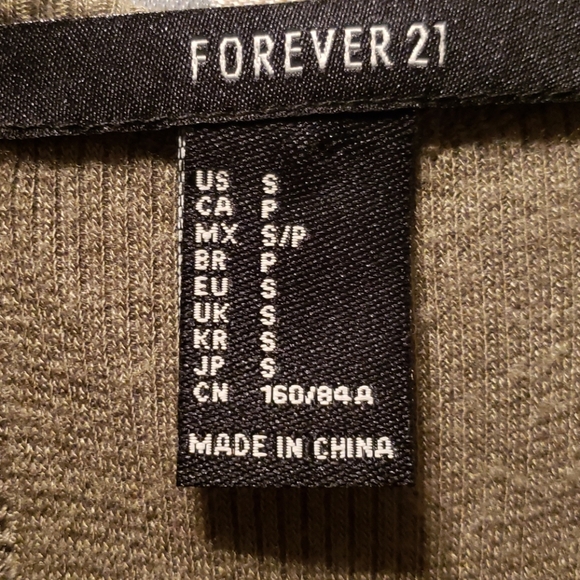 FOREVER 21
US S
CA P
MX S/P
BR P
EU S
UK S
KR S
JP S
CN 160/84A
MADE IN CHINA